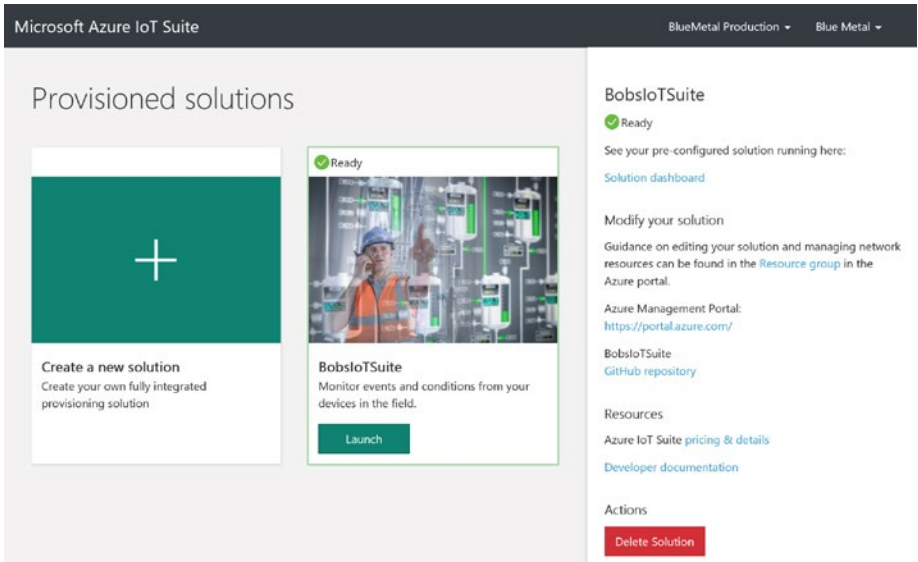 Microsoft Azure IoT Suite
BlueMetal Production
Blue Metal
Provisioned solutions
Create a new solution
Create your own fully integrated
provisioning solution
Ready
BobsIoTSuite
Monitor events and conditions from your
devices in the field.
Launch
BobsIoTSuite
Ready
See your pre-configured solution running here:
Solution dashboard
Modify your solution
Guidance on editing your solution and managing network
resources can be found in the Resource group in the
Azure portal.
Azure Management Portal:
https://portal.azure.com/
BobsIoTSuite
GitHub repository
Resources
Azure IoT Suite pricing & details
Developer documentation
Actions
Delete Solution